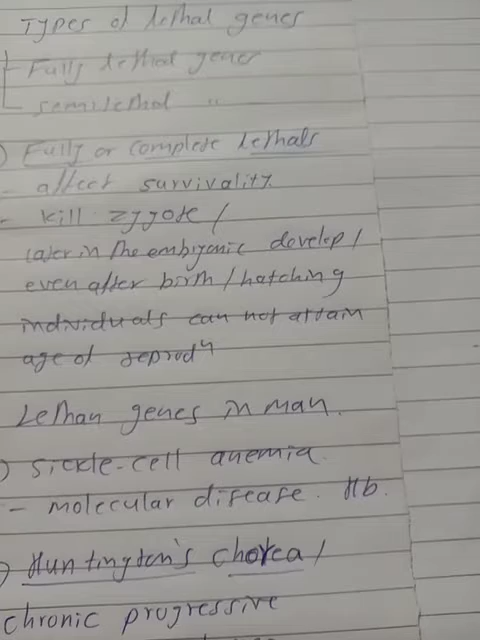 Types of lethal genes
Fully lethal genes
semilethal "
) Fully or complete lethals
- affect survivality.
- kill zygote /
later in the embryonic develop /
even after birth / hatching
individuals can not attain
age of reprodⁿ
Lethan genes in man.
) sickle-cell anemia.
- molecular disease. Hb.
) Huntington's chorea /
chronic progressive